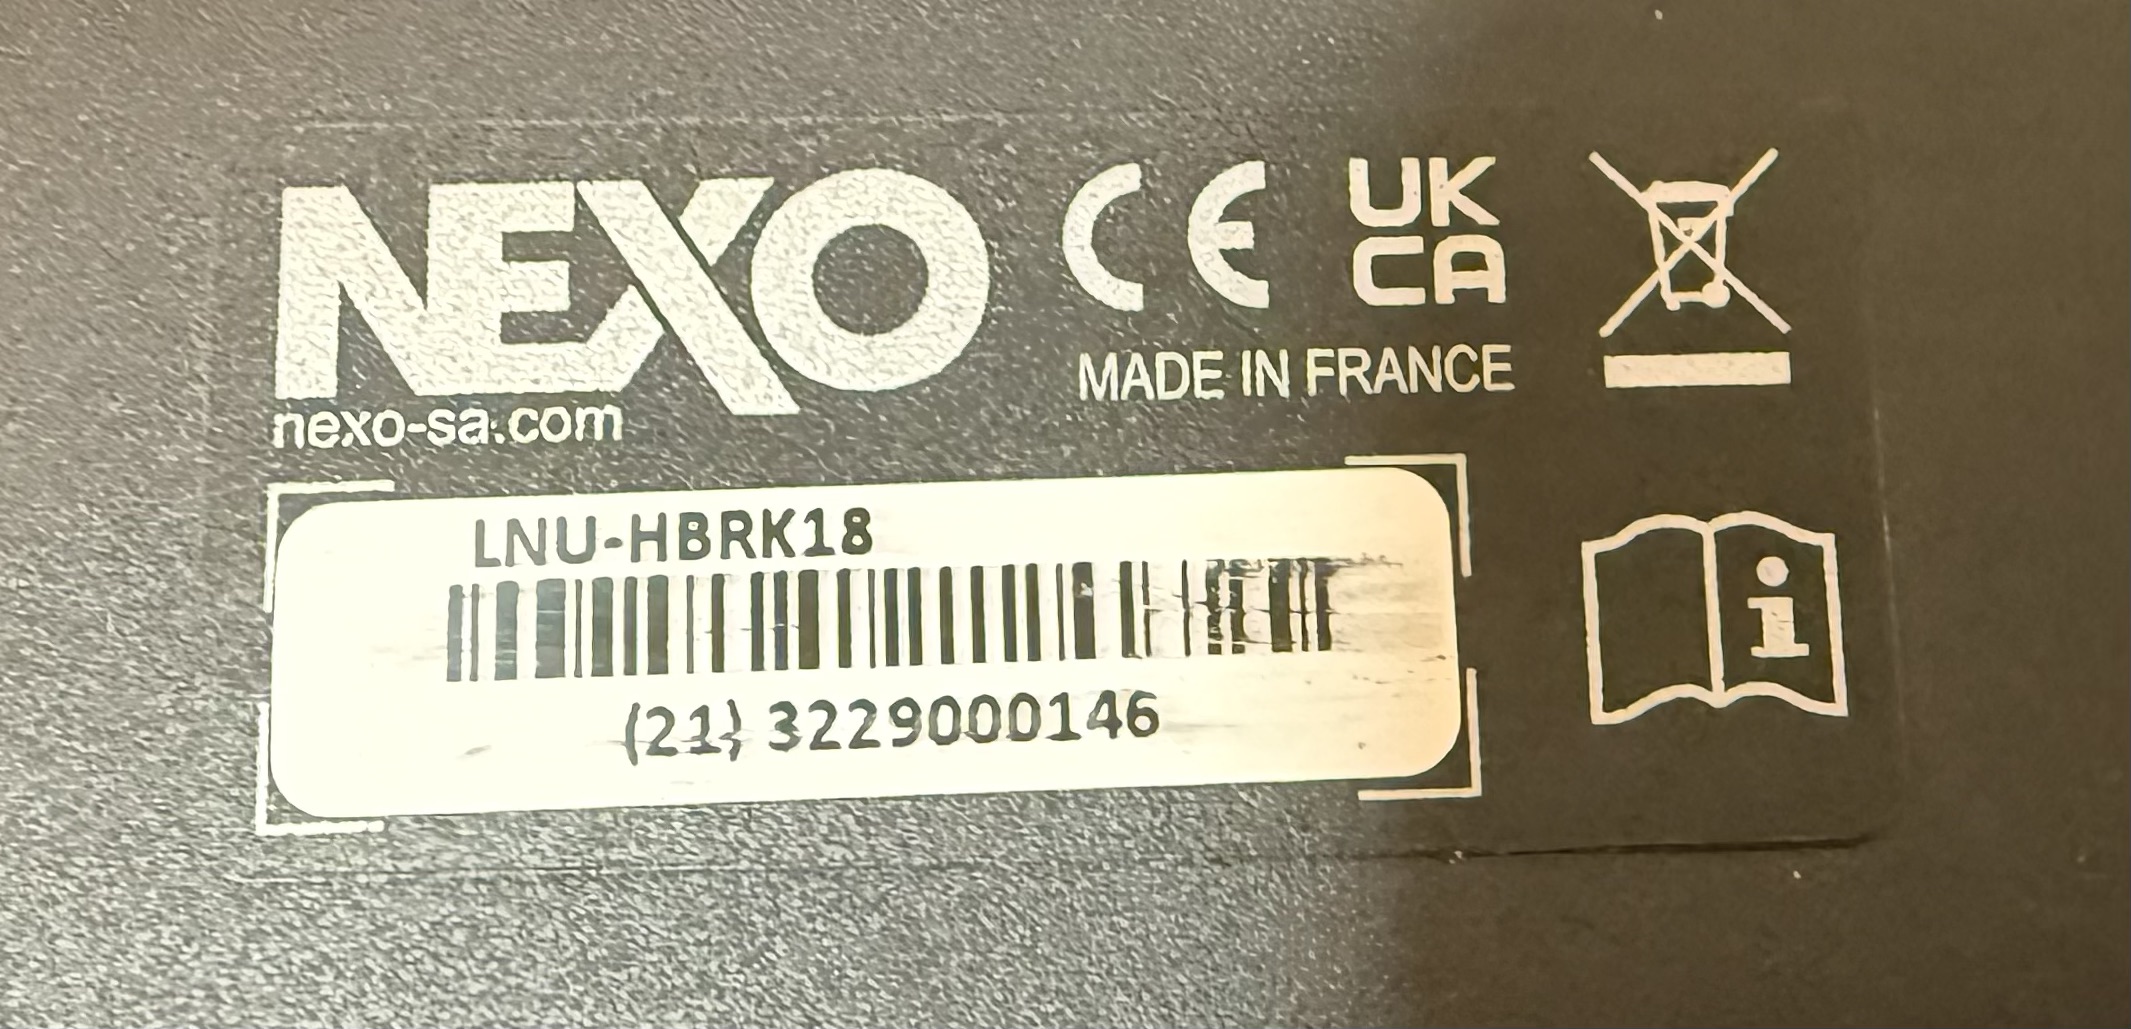 NEXO
CE
UK
CA
MADE IN FRANCE
nexo-sa.com
LNU-HBRK18
(21) 3229000146
i